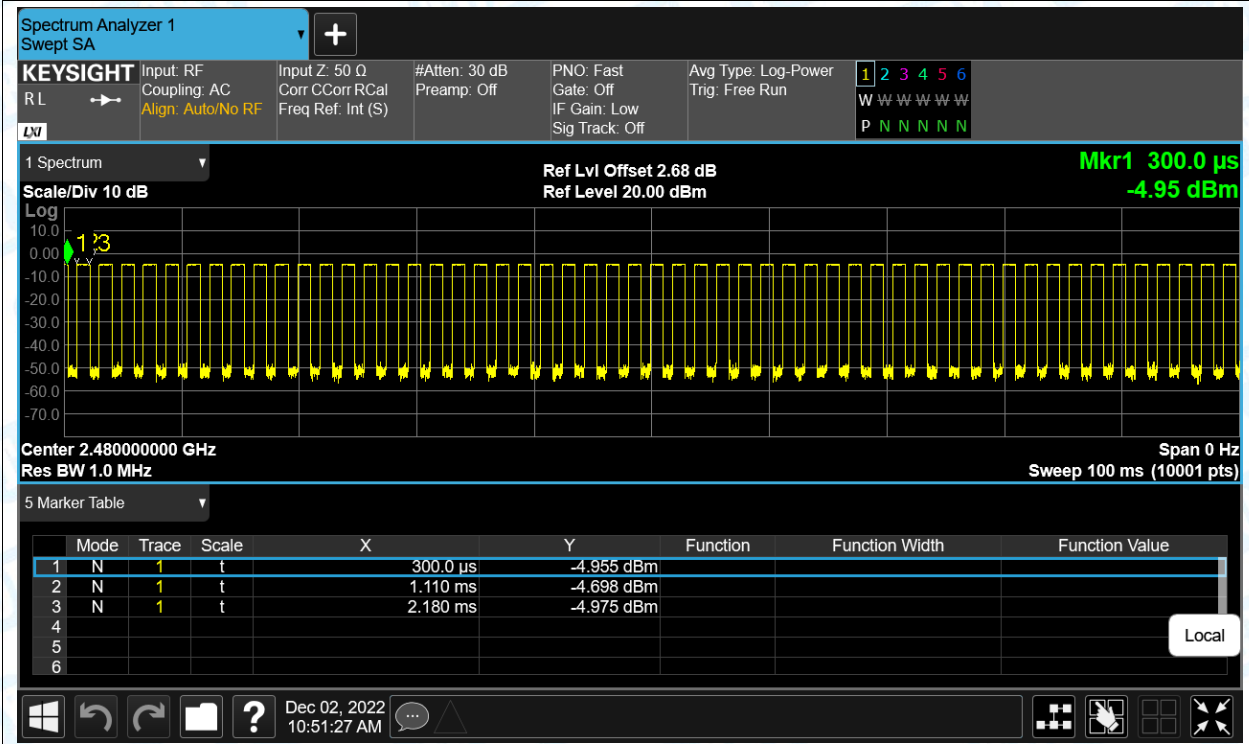 Spectrum Analyzer 1
Swept SA
KEYSIGHT
R L
LXI
Input: RF
Coupling: AC
Align: Auto/No RF
Input Z: 50 Ω
Corr CCorr RCal
Freq Ref: Int (S)
#Atten: 30 dB
Preamp: Off
PNO: Fast
Gate: Off
IF Gain: Low
Sig Track: Off
Avg Type: Log-Power
Trig: Free Run
1 2 3 4 5 6
W W W W W W
P N N N N N
1 Spectrum
Scale/Div 10 dB
Ref Lvl Offset 2.68 dB
Ref Level 20.00 dBm
Mkr1 300.0 µs
-4.95 dBm
Log
10.0
0.00
-10.0
-20.0
-30.0
-40.0
-50.0
-60.0
-70.0
1 3
Center 2.480000000 GHz
Res BW 1.0 MHz
Span 0 Hz
Sweep 100 ms (10001 pts)
5 Marker Table
Mode Trace Scale X Y Function Function Width Function Value
1 N 1 t 300.0 µs -4.955 dBm
2 N 1 t 1.110 ms -4.698 dBm
3 N 1 t 2.180 ms -4.975 dBm
4
5
6
Local
?
Dec 02, 2022
10:51:27 AM